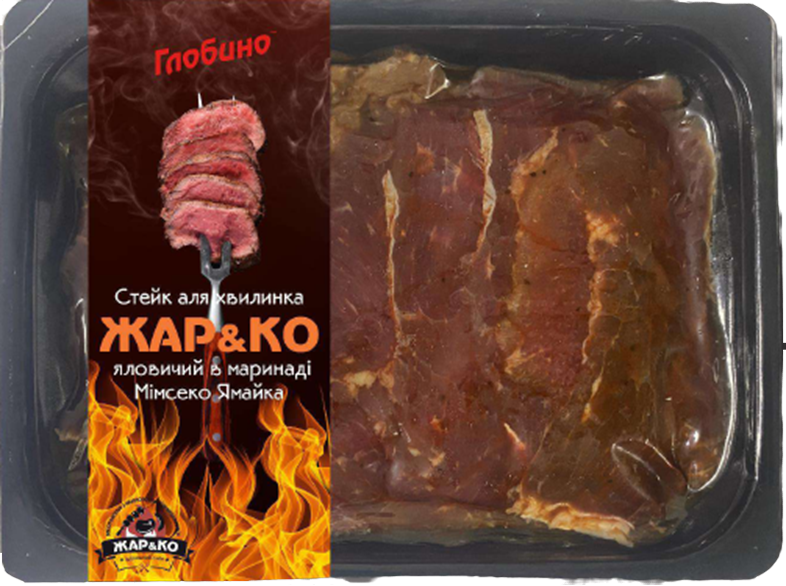 Глобино
Стейк аля хвилинка
ЖАР&КО
яловичий в маринаді
Мімсеко Ямайка
ЖАР&КО